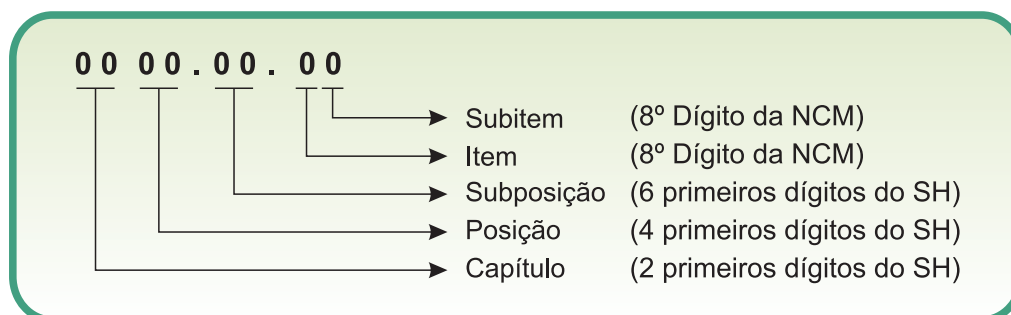 00 00.00. 00
Subitem (8º Dígito da NCM)
Item (8º Dígito da NCM)
Subposição (6 primeiros dígitos do SH)
Posição (4 primeiros dígitos do SH)
Capítulo (2 primeiros dígitos do SH)